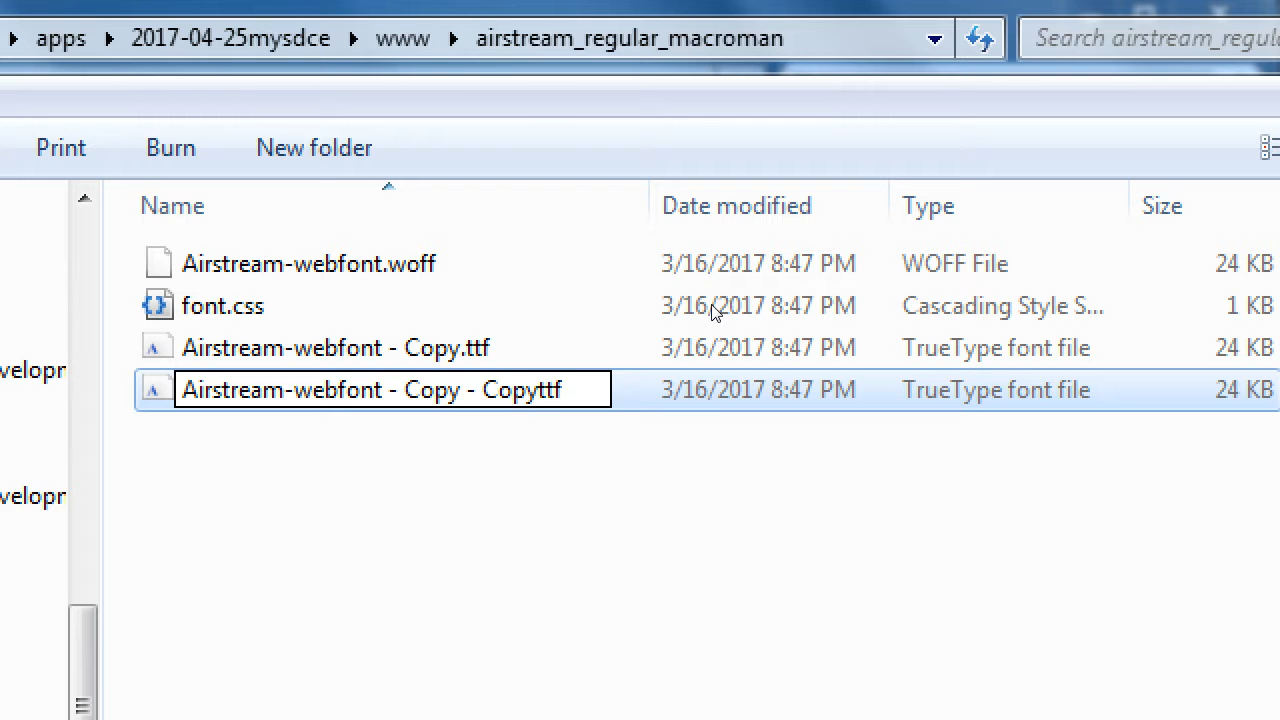 apps 2017-04-25mysdce www airstream_regular_macroman Search airstream_regul
Print Burn New folder
Name Date modified Type Size
Airstream-webfont.woff 3/16/2017 8:47 PM WOFF File 24 KB
font.css 3/16/2017 8:47 PM Cascading Style S... 1 KB
Airstream-webfont - Copy.ttf 3/16/2017 8:47 PM TrueType font file 24 KB
velopr
Airstream-webfont - Copy - Copyttf 3/16/2017 8:47 PM TrueType font file 24 KB
velopr